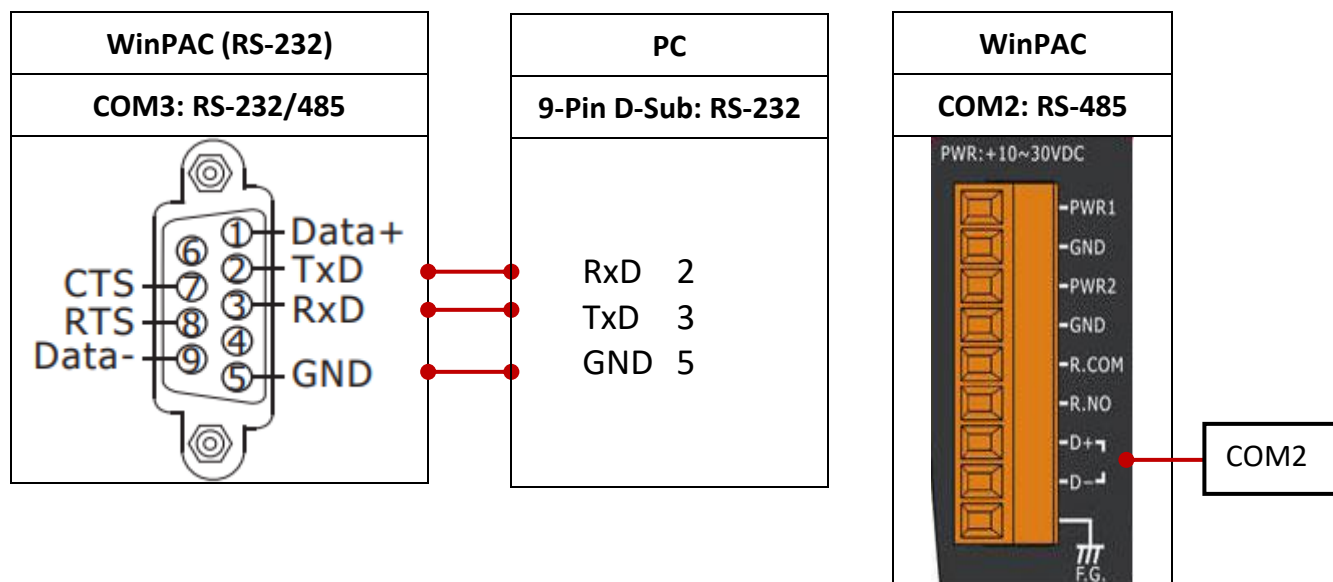 WinPAC (RS-232)
COM3: RS-232/485
6
7
8
9
1
2
3
4
5
CTS
RTS
Data-
Data+
TxD
RxD
GND
PC
9-Pin D-Sub: RS-232
RxD 2
TxD 3
GND 5
WinPAC
COM2: RS-485
PWR:+10~30VDC
PWR1
GND
PWR2
GND
R.COM
R.NO
D+
D-
F.G.
COM2